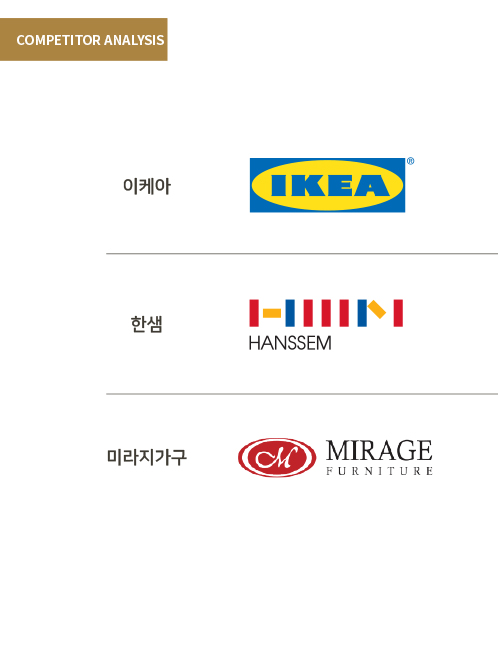 COMPETITOR ANALYSIS
이케아
IKEA®
한샘
HANSSEM
미라지가구
M
MIRAGE
FURNITURE